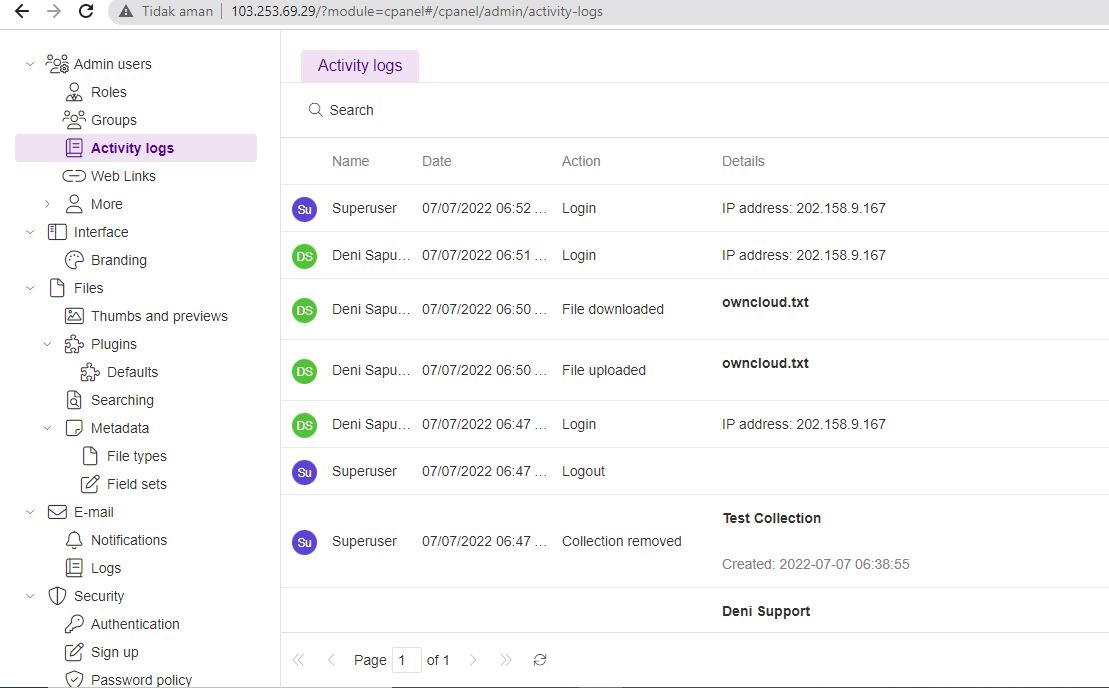 Tidak aman
103.253.69.29/?module=cpanel#/cpanel/admin/activity-logs
Admin users
Roles
Groups
Activity logs
Web Links
More
Interface
Branding
Files
Thumbs and previews
Plugins
Defaults
Searching
Metadata
File types
Field sets
E-mail
Notifications
Logs
Security
Authentication
Sign up
Password policy
Activity logs
Search
Name Date Action Details
Su Superuser 07/07/2022 06:52 ... Login IP address: 202.158.9.167
DS Deni Sapu... 07/07/2022 06:51 ... Login IP address: 202.158.9.167
DS Deni Sapu... 07/07/2022 06:50 ... File downloaded owncloud.txt
DS Deni Sapu... 07/07/2022 06:50 ... File uploaded owncloud.txt
DS Deni Sapu... 07/07/2022 06:47 ... Login IP address: 202.158.9.167
Su Superuser 07/07/2022 06:47 ... Logout
Su Superuser 07/07/2022 06:47 ... Collection removed Test Collection
Created: 2022-07-07 06:38:55
Deni Support
Page 1 of 1